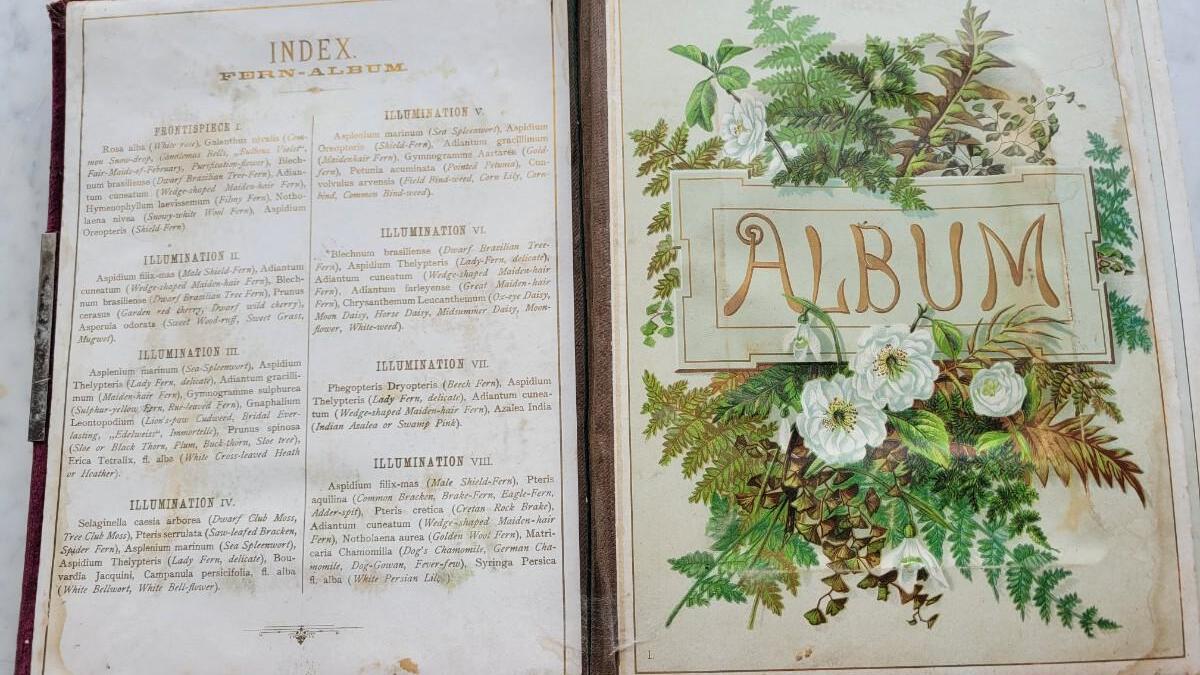 INDEX.
FERN-ALBUM.
FRONTISPIECE I.
Rosa alba (White rose), Galanthus nivalis (Com-
mon Snow-drop, Candlemas Bells, „Bulbous Violet",
Fair-Maids-of-February, Purification-flower), Blech-
num brasiliense (Dwarf Brazilian Tree-Fern), Adian-
tum cuneatum (Wedge-shaped Maiden-hair Fern),
Hymenophyllum laevissemum (Filmy Fern), Notho-
laena nivea (Snowy-white Wool Fern), Aspidium
Oreopteris (Shield-Fern)
ILLUMINATION II.
Aspidium filix-mas (Male Shield-Fern), Adiantum
cuneatum (Wedge-shaped Maiden-hair Fern), Blech-
num brasiliense (Dwarf Brazilian Tree Fern), Prunus
cerasus (Garden red cherry, Dwarf wild cherry),
Asperula odorata (Sweet Wood-ruff, Sweet Grass,
Mugwet).
ILLUMINATION III.
Asplenium marinum (Sea-Spleenwort), Aspidium
Thelypteris (Lady Fern, delicate), Adiantum gracilli-
mum (Maiden-hair Fern), Gymnogramme sulphurea
(Sulphur-yellow Fern, Rue-leaved Fern), Gnaphalium
Leontopodium (Lion's-paw Cudweed, Bridal Ever-
lasting, „Edelweiss", Immortelle), Prunus spinosa
(Sloe or Black Thorn, Plum, Buck-thorn, Sloe tree),
Erica Tetralix, fl. alba (White Cross-leaved Heath
or Heather).
ILLUMINATION IV.
Selaginella caesia arborea (Dwarf Club Moss,
Tree Club Moss), Pteris serrulata (Saw-leafed Bracken,
Spider Fern), Asplenium marinum (Sea Spleenwort),
Aspidium Thelypteris (Lady Fern, delicate), Bou-
vardia Jacquini, Campanula persicifolia, fl. alba
(White Bellwort, White Bell-flower).
ILLUMINATION V.
Asplenium marinum (Sea Spleenwort), Aspidium
Oreopteris (Shield-Fern), Adiantum gracillimum
(Maidenhair Fern), Gymnogramme Aartares (Gold-
fern), Petunia acuminata (Pointed Petunia), Con-
volvulus arvensis (Field Bind-weed, Corn Lily, Corn-
bind, Common Bind-weed).
ILLUMINATION VI.
Blechnum brasiliense (Dwarf Brazilian Tree-
Fern), Aspidium Thelypteris (Lady-Fern, delicate),
Adiantum cuneatum (Wedge-shaped Maiden-hair
Fern), Adiantum farleyense (Great Maiden-hair
Fern), Chrysanthemum Leucanthemum (Ox-eye Daisy,
Moon Daisy, Horse Daisy, Midsummer Daisy, Moon-
flower, White-weed).
ILLUMINATION VII.
Phegopteris Dryopteris (Beech Fern), Aspidium
Thelypteris (Lady Fern, delicate), Adiantum cunea-
tum (Wedge-shaped Maiden-hair Fern), Azalea India
(Indian Azalea or Swamp Pink).
ILLUMINATION VIII.
Aspidium filix-mas (Male Shield-Fern), Pteris
aquilina (Common Bracken, Brake-Fern, Eagle-Fern,
Adder-spit), Pteris cretica (Cretan Rock Brake),
Adiantum cuneatum (Wedge-shaped Maiden-hair
Fern), Notholaena aurea (Golden Wool Fern), Matri-
caria Chamomilla (Dog's Chamomile, German Cha-
momile, Dog-Gowan, Fever-few), Syringa Persica
fl. alba (White Persian
ALBUM
I.